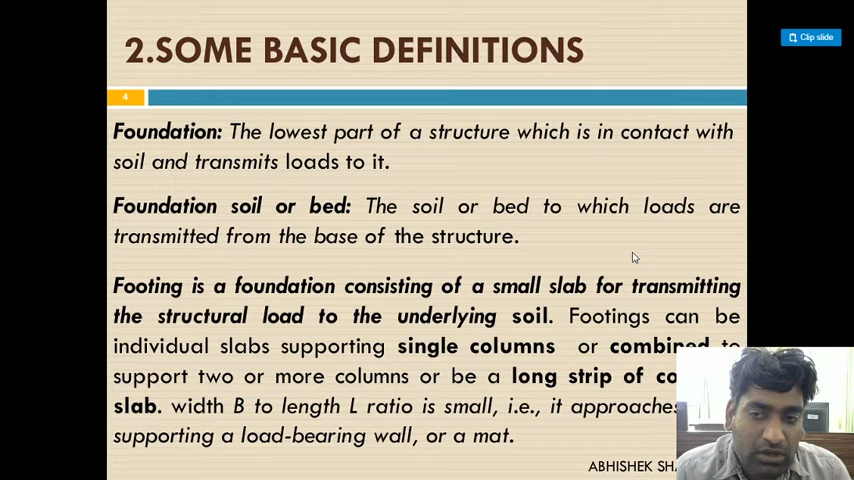 Clip slide
2.SOME BASIC DEFINITIONS
4
Foundation: The lowest part of a structure which is in contact with
soil and transmits loads to it.
Foundation soil or bed: The soil or bed to which loads are
transmitted from the base of the structure.
Footing is a foundation consisting of a small slab for transmitting
the structural load to the underlying soil. Footings can be
individual slabs supporting single columns or combined to
support two or more columns or be a long strip of
slab. width B to length L ratio is small, i.e., it approaches
supporting a load-bearing wall, or a mat.
ABHISHEK